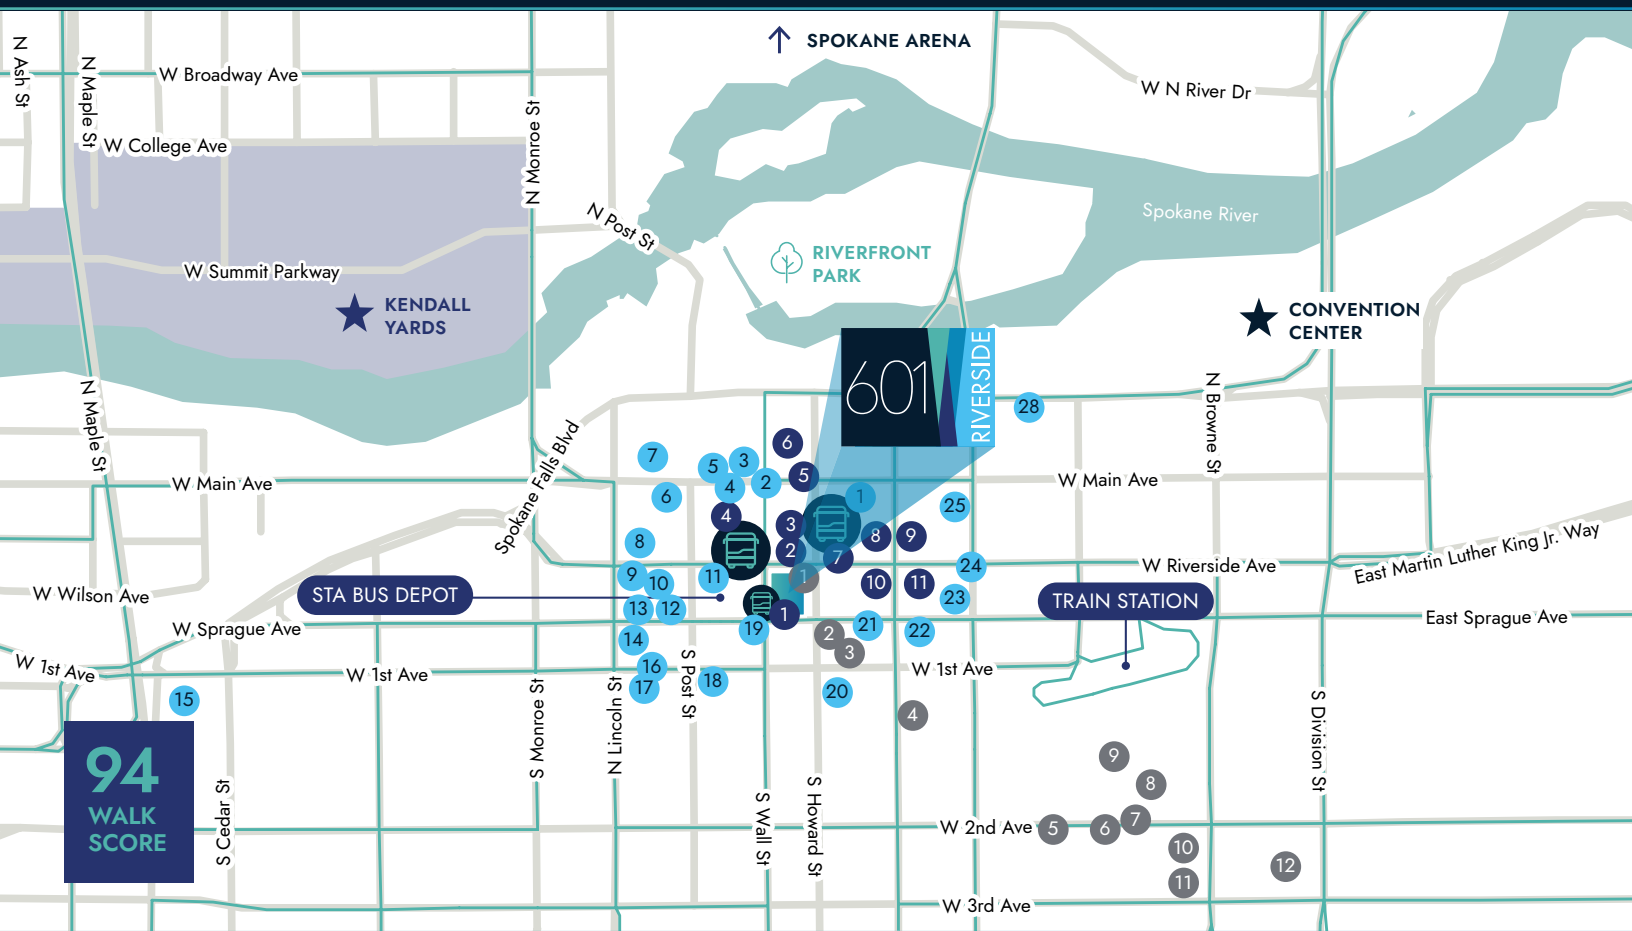 SPOKANE ARENA
N Ash St
N Maple St
W Broadway Ave
W College Ave
N Monroe St
W N River Dr
N Post St
Spokane River
RIVERFRONT
PARK
W Summit Parkway
KENDALL
YARDS
CONVENTION
CENTER
601
RIVERSIDE
N Maple St
N Browne St
28
Spokane Falls Blvd
6
7
5
3
5
4
2
W Main Ave
W Main Ave
6
1
25
4
3
8
9
8
2
7
W Riverside Ave
East Martin Luther King Jr. Way
24
9
10
11
1
10
11
W Wilson Ave
STA BUS DEPOT
TRAIN STATION
23
13
12
1
East Sprague Ave
W Sprague Ave
19
21
22
14
2
3
W 1st Ave
W 1st Ave
16
W 1st Ave
17
S Post St
18
20
15
4
S Monroe St
N Lincoln St
S Division St
94
WALK
SCORE
9
8
S Cedar St
S Wall St
S Howard St
W 2nd Ave
5
6
7
10
12
11
W 3rd Ave